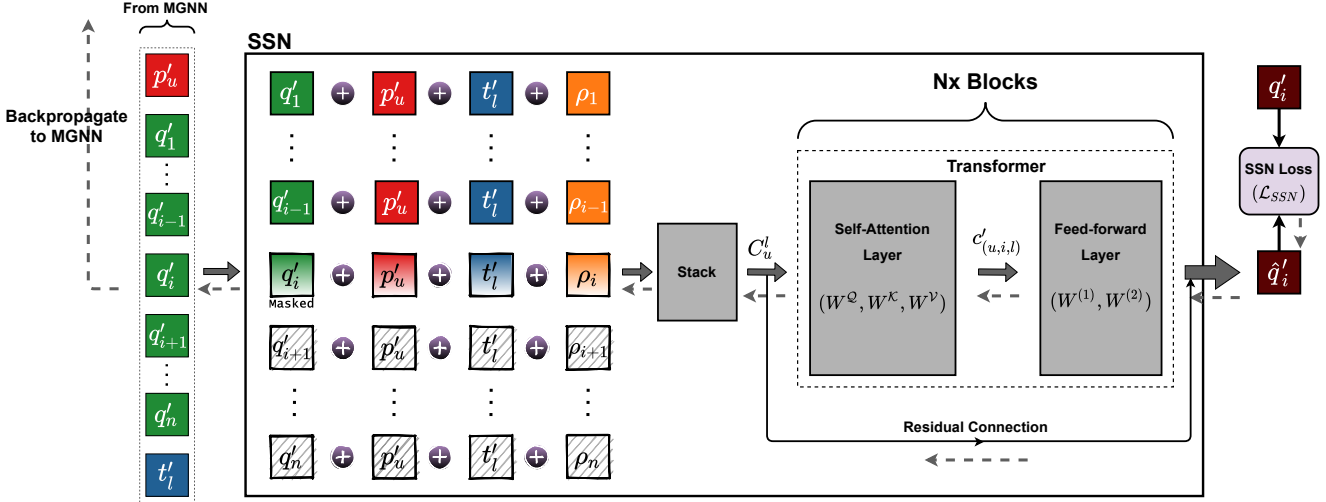 From MGNN
p′ᵤ
q′₁
⋮
q′ᵢ₋₁
q′ᵢ
q′ᵢ₊₁
⋮
q′ₙ
t′ₗ
Backpropagate
to MGNN
SSN
q′₁ + p′ᵤ + t′ₗ + ρ₁
⋮ ⋮ ⋮ ⋮
q′ᵢ₋₁ + p′ᵤ + t′ₗ + ρᵢ₋₁
q′ᵢ + p′ᵤ + t′ₗ + ρᵢ
Masked
q′ᵢ₊₁ + p′ᵤ + t′ₗ + ρᵢ₊₁
⋮ ⋮ ⋮ ⋮
q′ₙ + p′ᵤ + t′ₗ + ρₙ
Stack
Cᵤˡ
Nx Blocks
Transformer
Self-Attention
Layer
(W^𝒬, W^𝒦, W^𝒱)
c′₍ᵤ,ᵢ,ₗ₎
Feed-forward
Layer
(W⁽¹⁾, W⁽²⁾)
Residual Connection
q′ᵢ
SSN Loss
(ℒ_SSN)
q̂′ᵢ